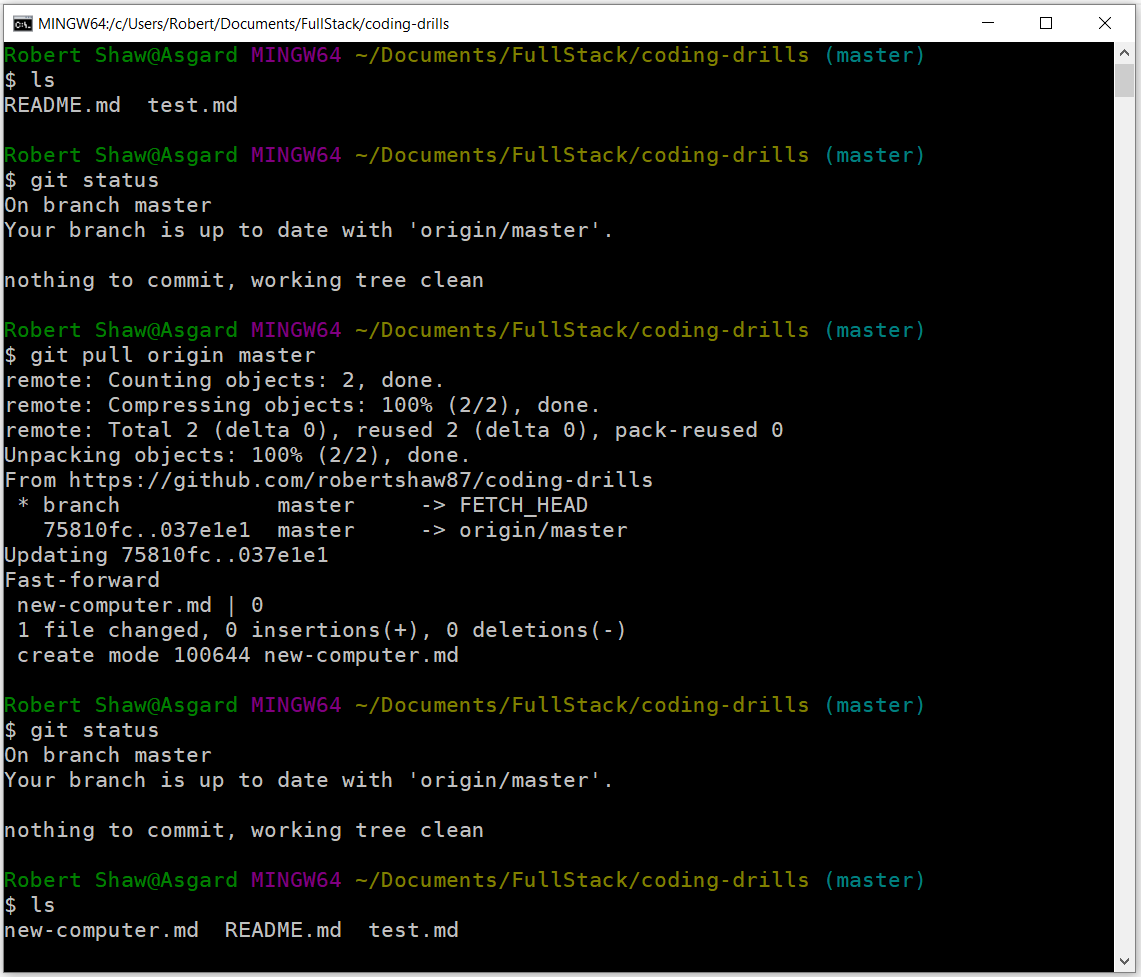 MINGW64:/c/Users/Robert/Documents/FullStack/coding-drills
Robert Shaw@Asgard MINGW64 ~/Documents/FullStack/coding-drills (master)
$ ls
README.md  test.md

Robert Shaw@Asgard MINGW64 ~/Documents/FullStack/coding-drills (master)
$ git status
On branch master
Your branch is up to date with 'origin/master'.

nothing to commit, working tree clean

Robert Shaw@Asgard MINGW64 ~/Documents/FullStack/coding-drills (master)
$ git pull origin master
remote: Counting objects: 2, done.
remote: Compressing objects: 100% (2/2), done.
remote: Total 2 (delta 0), reused 2 (delta 0), pack-reused 0
Unpacking objects: 100% (2/2), done.
From https://github.com/robertshaw87/coding-drills
 * branch            master     -> FETCH_HEAD
   75810fc..037e1e1  master     -> origin/master
Updating 75810fc..037e1e1
Fast-forward
 new-computer.md | 0
 1 file changed, 0 insertions(+), 0 deletions(-)
 create mode 100644 new-computer.md

Robert Shaw@Asgard MINGW64 ~/Documents/FullStack/coding-drills (master)
$ git status
On branch master
Your branch is up to date with 'origin/master'.

nothing to commit, working tree clean

Robert Shaw@Asgard MINGW64 ~/Documents/FullStack/coding-drills (master)
$ ls
new-computer.md  README.md  test.md